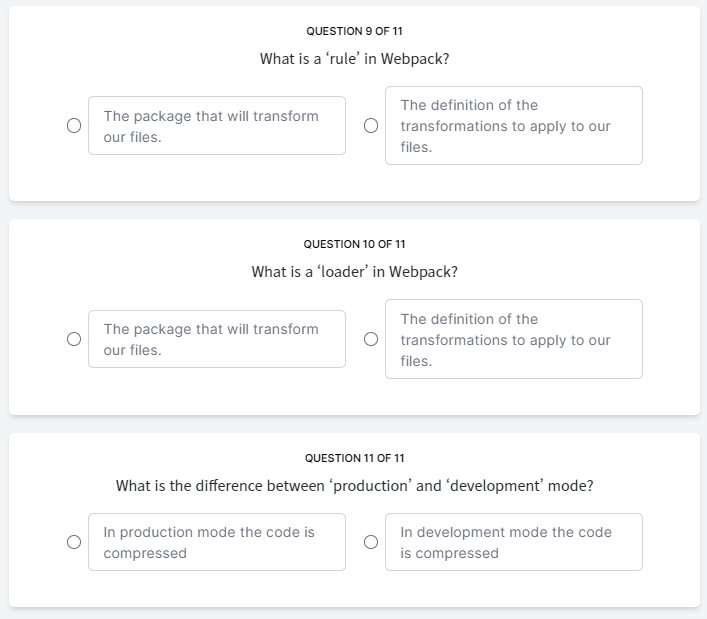 QUESTION 9 OF 11
What is a ‘rule’ in Webpack?
The package that will transform
our files.
The definition of the
transformations to apply to our
files.
QUESTION 10 OF 11
What is a ‘loader’ in Webpack?
The package that will transform
our files.
The definition of the
transformations to apply to our
files.
QUESTION 11 OF 11
What is the difference between ‘production’ and ‘development’ mode?
In production mode the code is
compressed
In development mode the code
is compressed